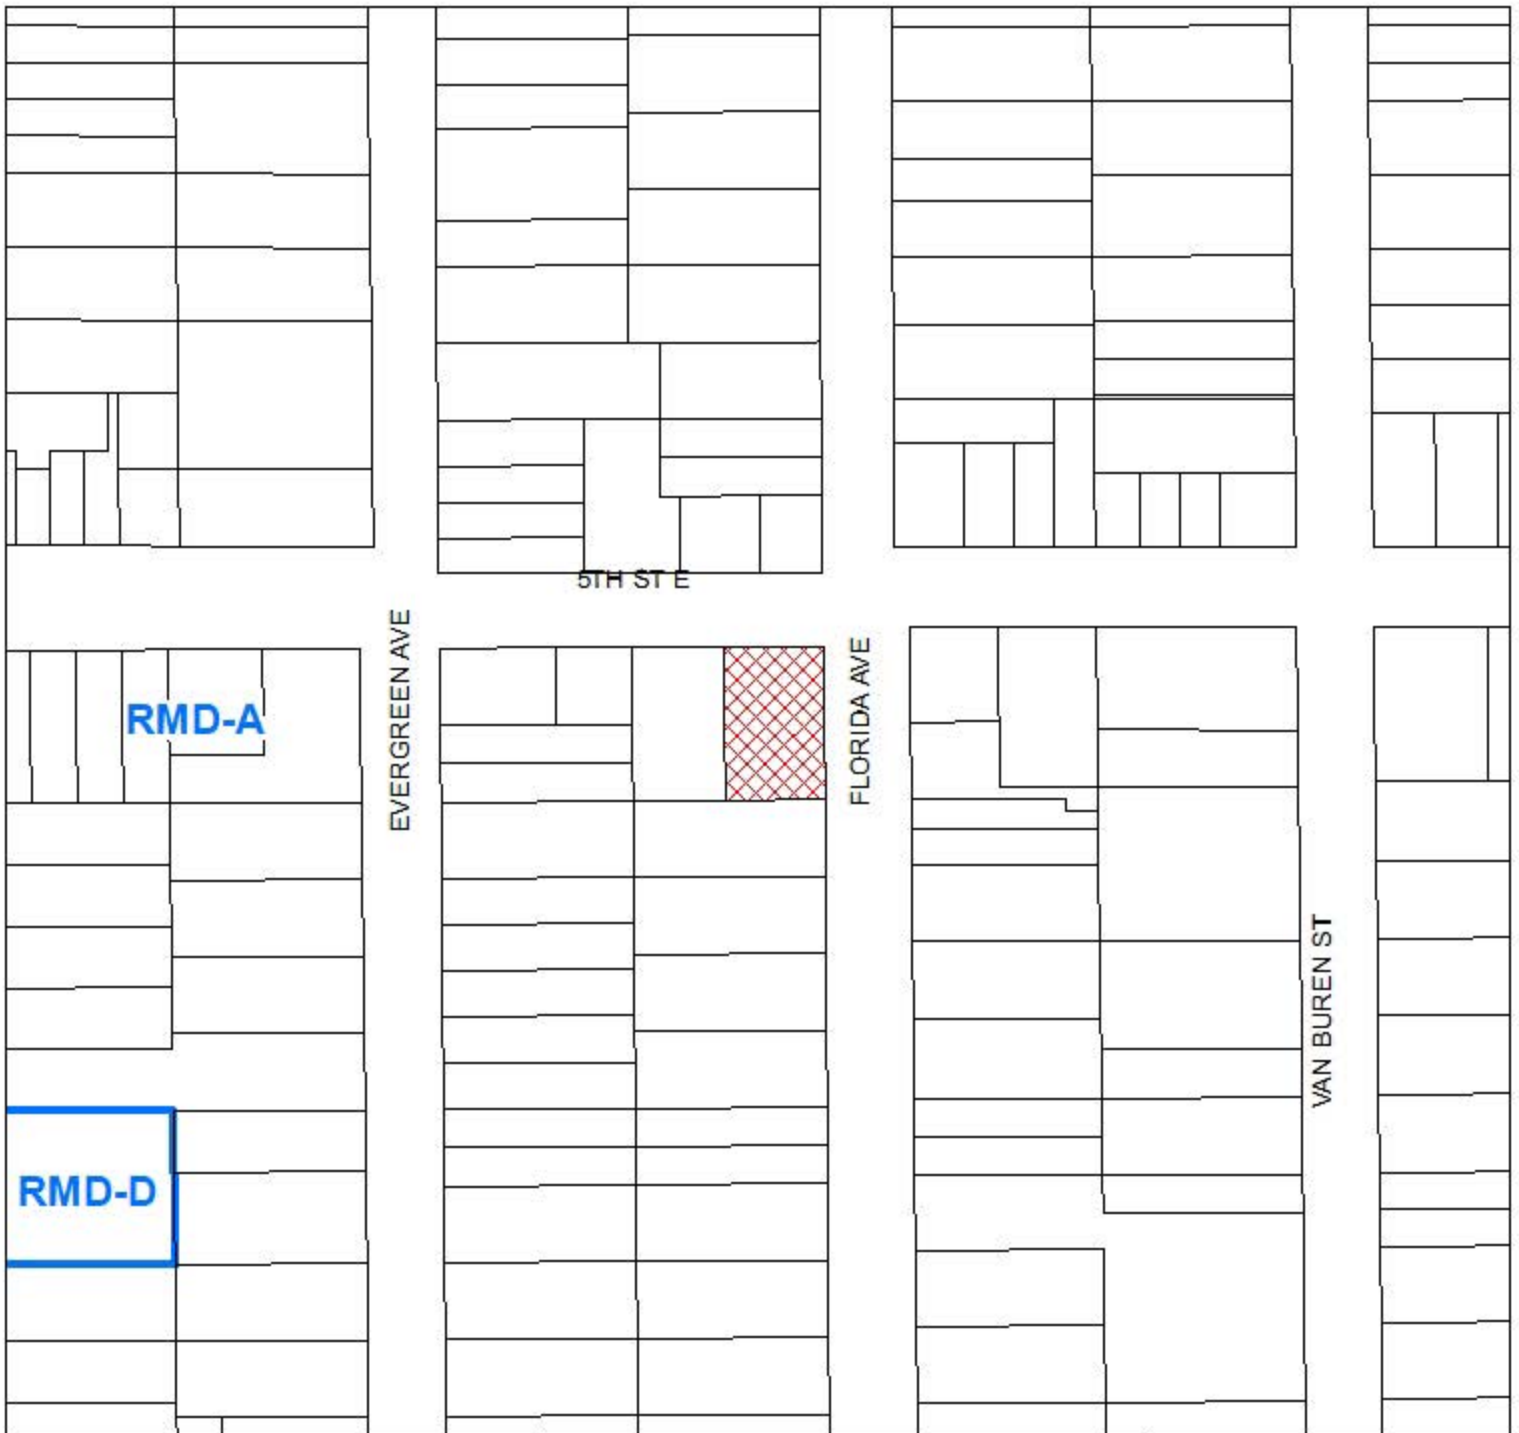 5TH ST E
EVERGREEN AVE
FLORIDA AVE
RMD-A
VAN BUREN ST
RMD-D